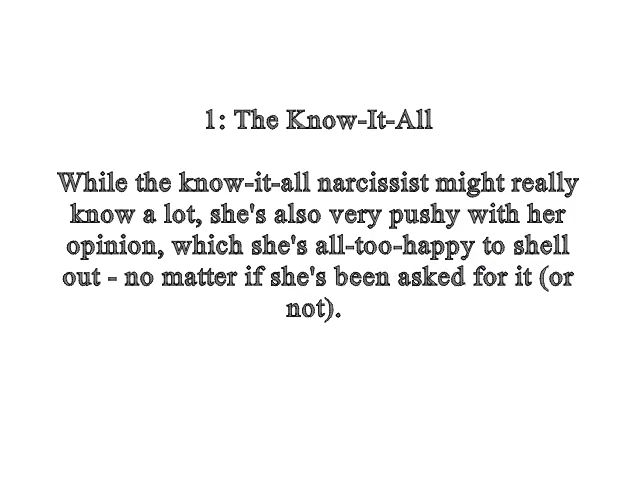 1: The Know-It-All
While the know-it-all narcissist might really
know a lot, she's also very pushy with her
opinion, which she's all-too-happy to shell
out - no matter if she's been asked for it (or
not).